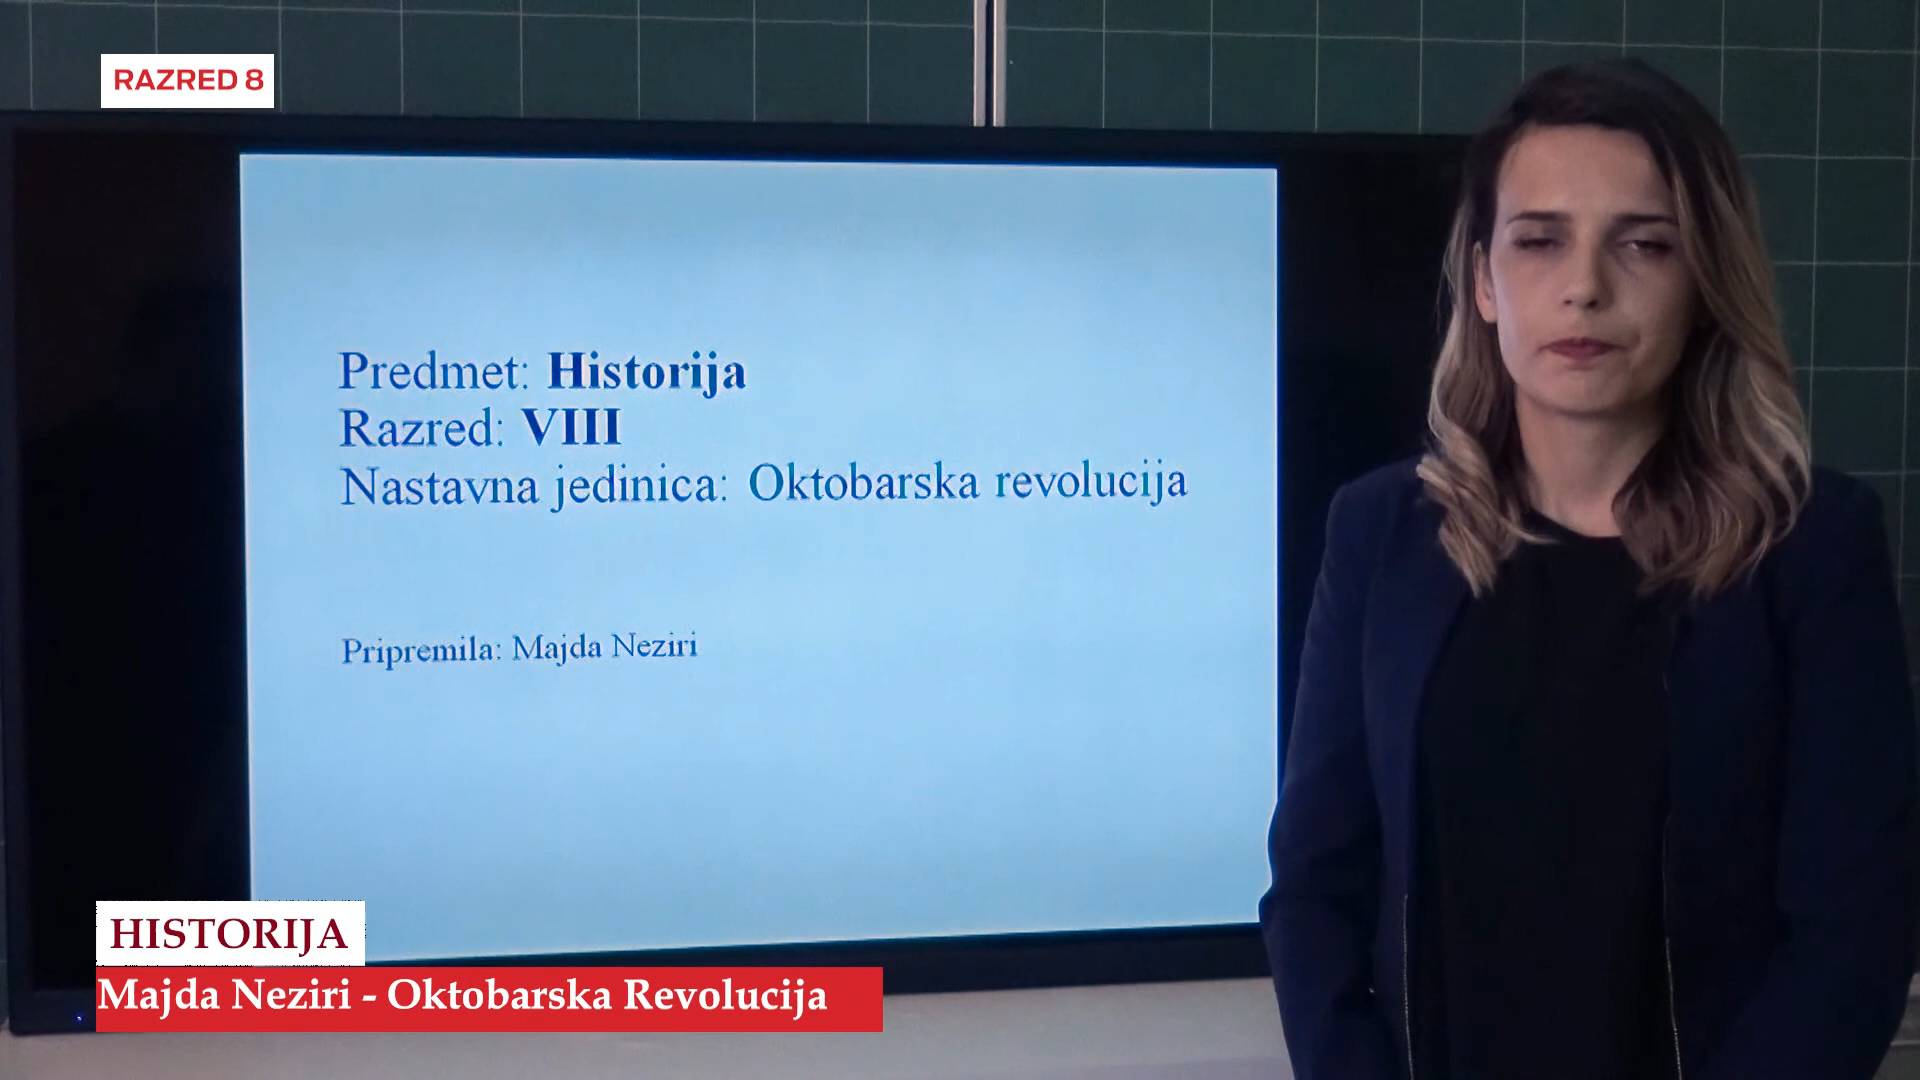 RAZRED 8
Predmet: Historija
Razred: VIII
Nastavna jedinica: Oktobarska revolucija
Pripremila: Majda Neziri
HISTORIJA
Majda Neziri - Oktobarska Revolucija